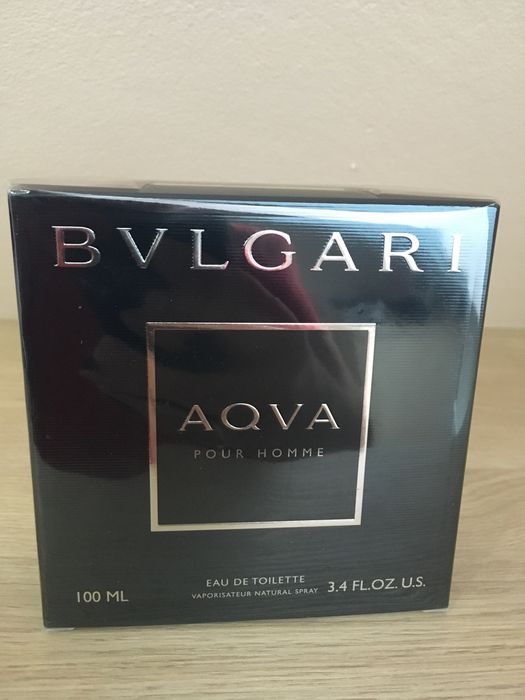 BVLGARI
AQVA
POUR HOMME
EAU DE TOILETTE
100 ML VAPORISATEUR NATURAL SPRAY 3.4 FL.OZ. U.S.